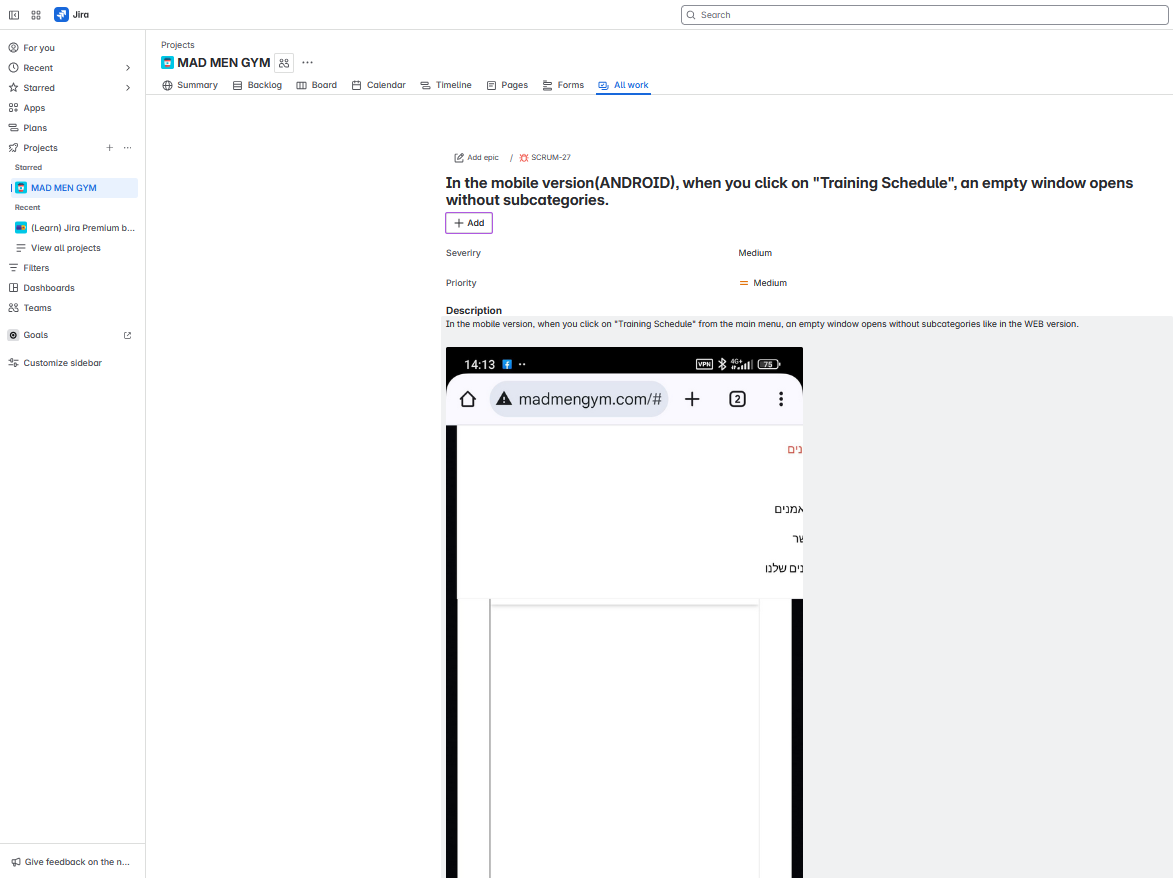 Jira
Search
For you
Recent
Starred
Apps
Plans
Projects
Starred
MAD MEN GYM
Recent
(Learn) Jira Premium b...
View all projects
Filters
Dashboards
Teams
Goals
Customize sidebar
Give feedback on the n...
Projects
MAD MEN GYM
Summary
Backlog
Board
Calendar
Timeline
Pages
Forms
All work
Add epic / SCRUM-27
In the mobile version(ANDROID), when you click on "Training Schedule", an empty window opens
without subcategories.
+ Add
Severiry Medium
Priority Medium
Description
In the mobile version, when you click on "Training Schedule" from the main menu, an empty window opens without subcategories like in the WEB version.
14:13 VPN 4G+ 75
madmengym.com/# 2
נים
אמנים
שר
נים שלנו